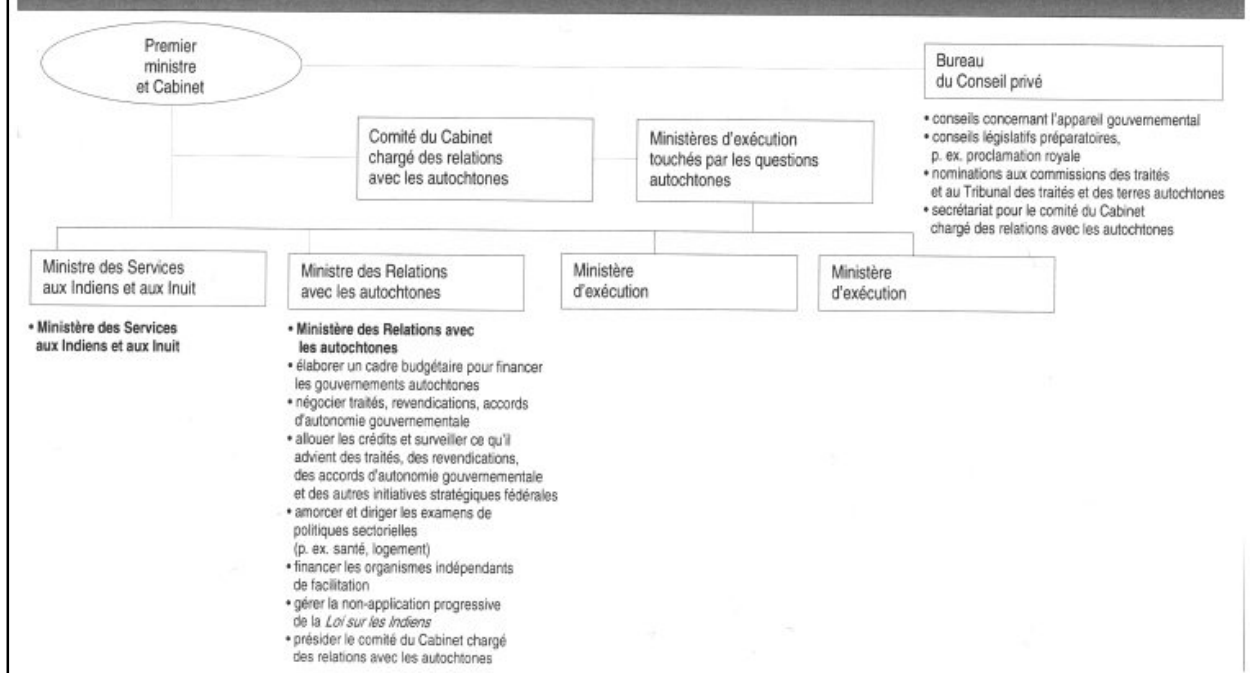 Premier
ministre
et Cabinet
Bureau
du Conseil privé
• conseils concernant l'appareil gouvernemental
• conseils législatifs préparatoires,
p. ex. proclamation royale
• nominations aux commissions des traités
et au Tribunal des traités et des terres autochtones
• secrétariat pour le comité du Cabinet
chargé des relations avec les autochtones
Comité du Cabinet
chargé des relations
avec les autochtones
Ministères d'exécution
touchés par les questions
autochtones
Ministre des Services
aux Indiens et aux Inuit
• Ministère des Services
aux Indiens et aux Inuit
Ministre des Relations
avec les autochtones
• Ministère des Relations avec
les autochtones
• élaborer un cadre budgétaire pour financer
les gouvernements autochtones
• négocier traités, revendications, accords
d'autonomie gouvernementale
• allouer les crédits et surveiller ce qu'il
advient des traités, des revendications,
des accords d'autonomie gouvernementale
et des autres initiatives stratégiques fédérales
• amorcer et diriger les examens de
politiques sectorielles
(p. ex. santé, logement)
• financer les organismes indépendants
de facilitation
• gérer la non-application progressive
de la Loi sur les Indiens
• présider le comité du Cabinet chargé
des relations avec les autochtones
Ministère
d'exécution
Ministère
d'exécution